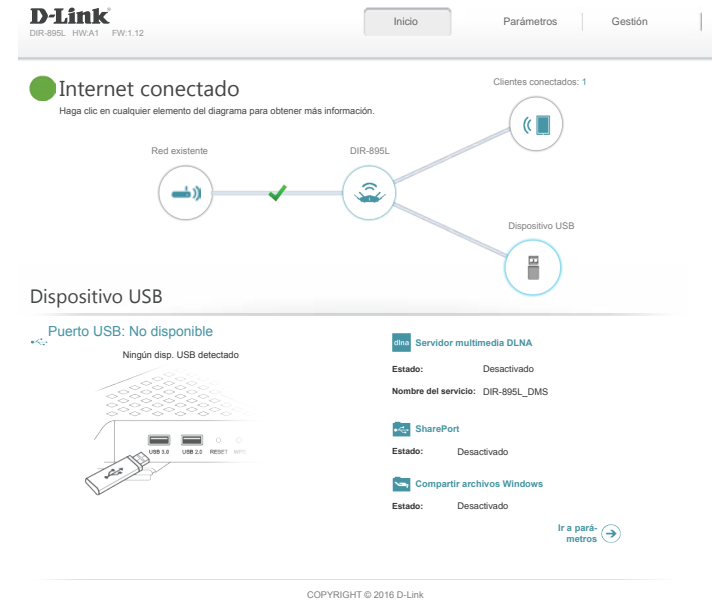 D-Link
DIR-895L HW:A1 FW:1.12
Inicio
Parámetros
Gestión
Internet conectado
Haga clic en cualquier elemento del diagrama para obtener más información.
Clientes conectados: 1
Red existente
DIR-895L
Dispositivo USB
Dispositivo USB
Puerto USB: No disponible
Ningún disp. USB detectado
USB 3.0 USB 2.0 RESET WPS
dlna Servidor multimedia DLNA
Estado: Desactivado
Nombre del servicio: DIR-895L_DMS
SharePort
Estado: Desactivado
Compartir archivos Windows
Estado: Desactivado
Ir a pará-
metros
COPYRIGHT © 2016 D-Link